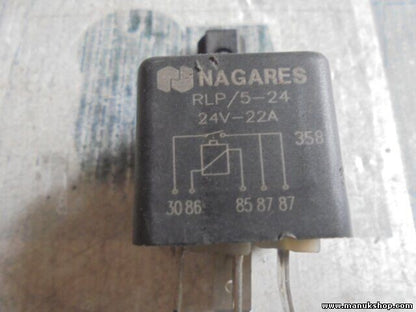 NAGARES
RLP/5-24
24V-22A
358
30 86 85 87 87
www.manukshop.com